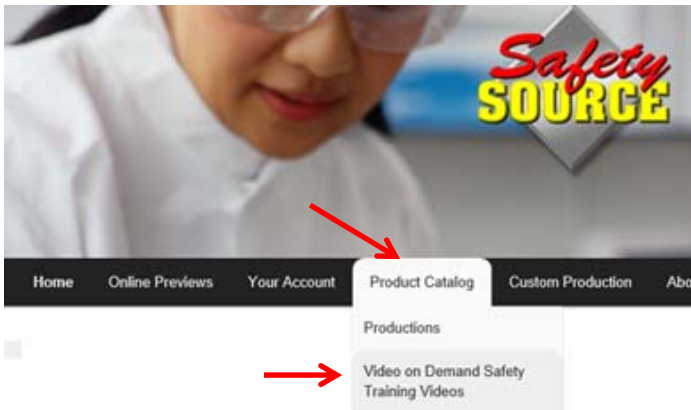 Safety
SOURCE
Home Online Previews Your Account Product Catalog Custom Production
Productions
Video on Demand Safety
Training Videos